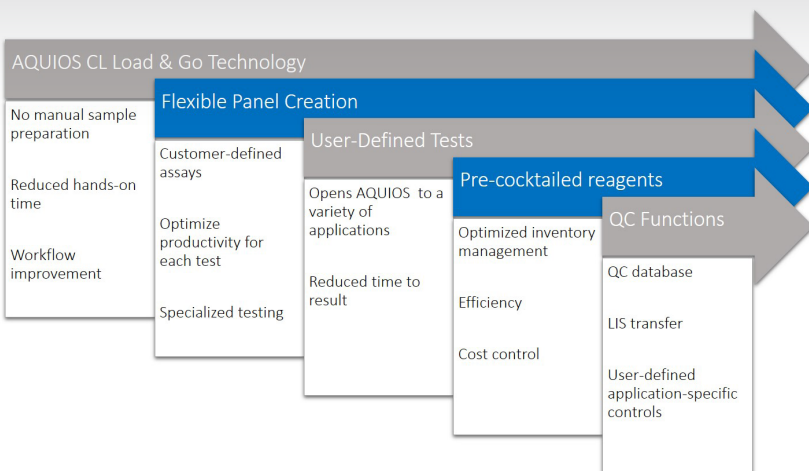 AQUIOS CL Load & Go Technology
No manual sample
preparation
Reduced hands-on
time
Workflow
improvement
Flexible Panel Creation
Customer-defined
assays
Optimize
productivity for
each test
Specialized testing
User-Defined Tests
Opens AQUIOS to a
variety of
applications
Reduced time to
result
Pre-cocktailed reagents
Optimized inventory
management
Efficiency
Cost control
QC Functions
QC database
LIS transfer
User-defined
application-specific
controls